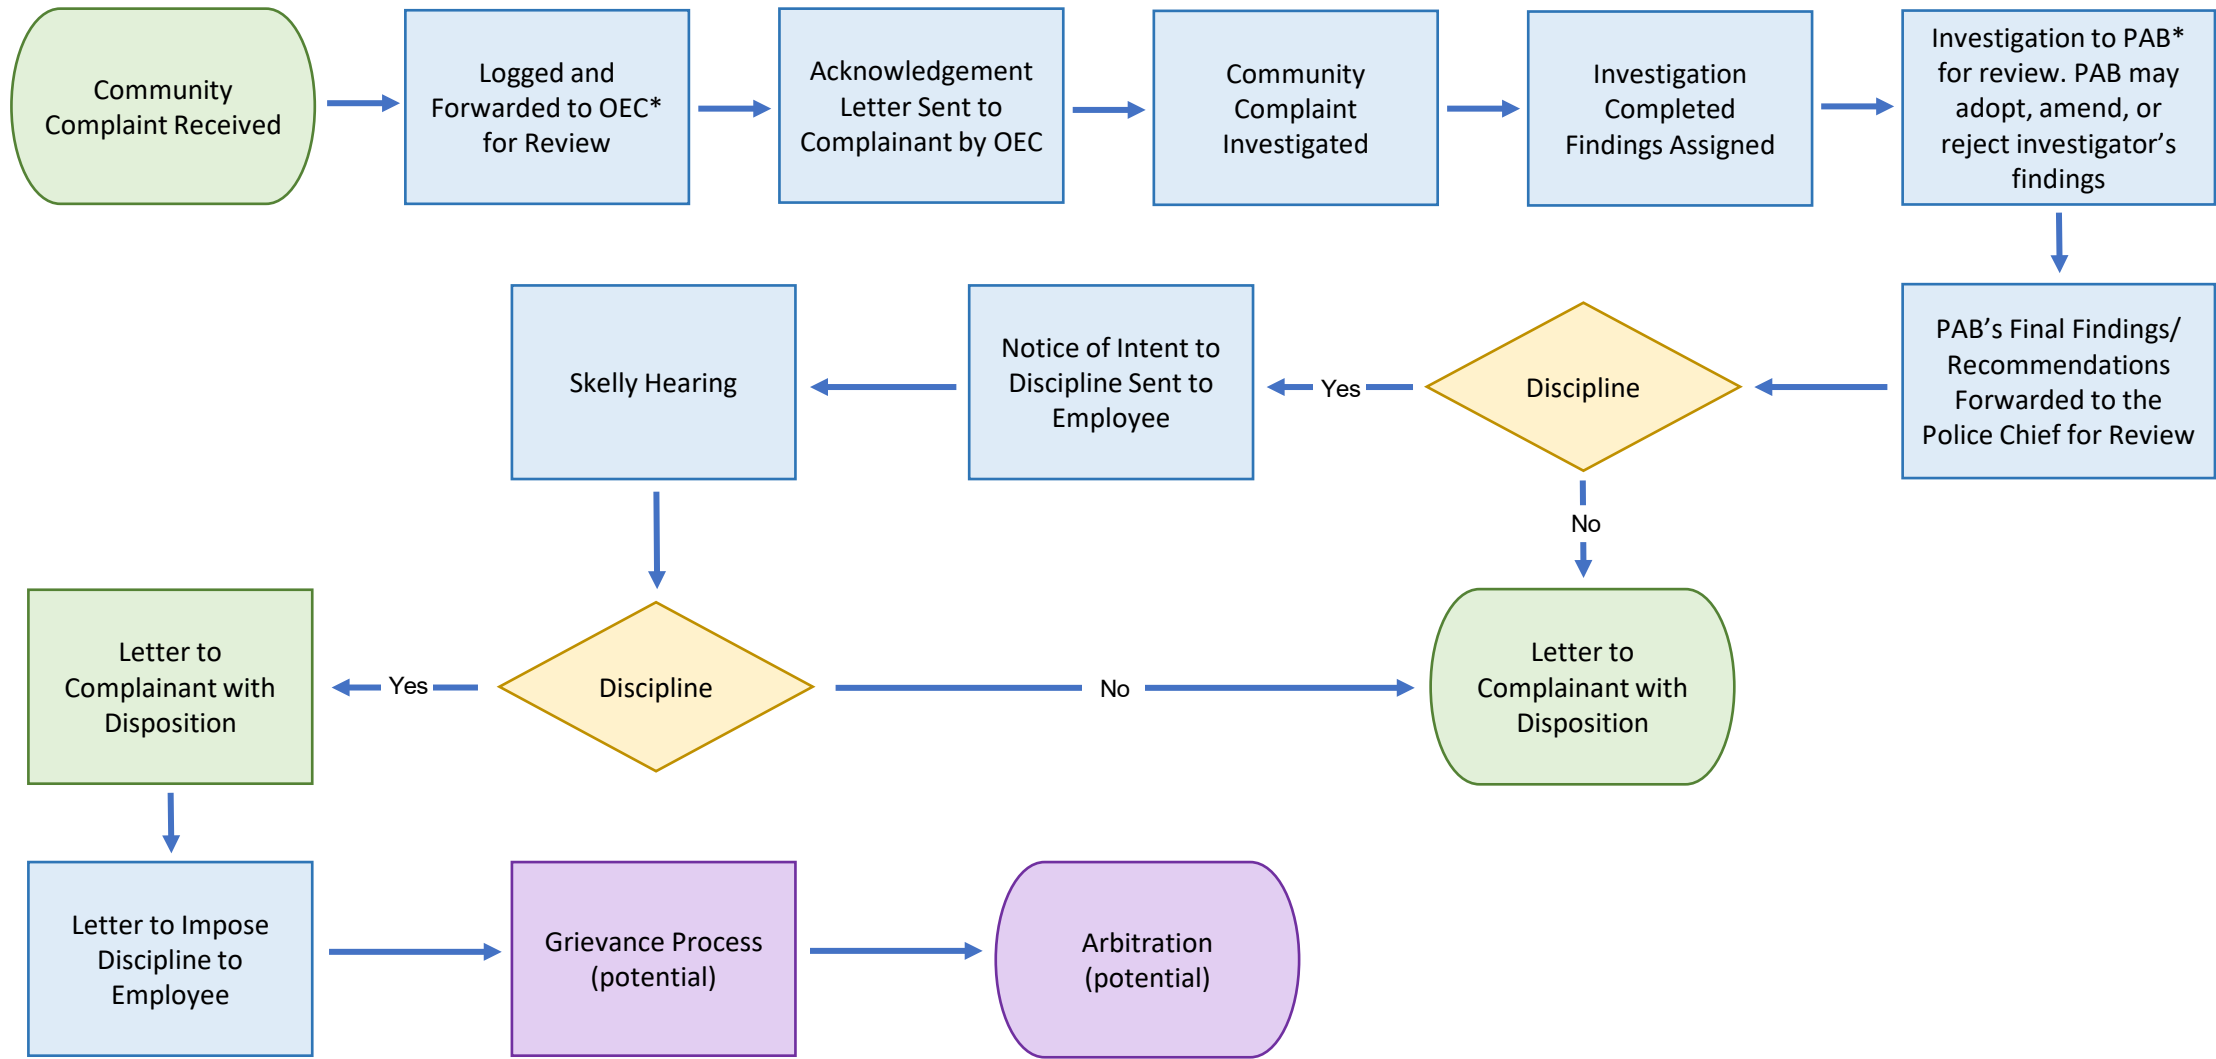 Community
Complaint Received
Logged and
Forwarded to OEC*
for Review
Acknowledgement
Letter Sent to
Complainant by OEC
Community
Complaint
Investigated
Investigation
Completed
Findings Assigned
Investigation to PAB*
for review. PAB may
adopt, amend, or
reject investigator’s
findings
PAB’s Final Findings/
Recommendations
Forwarded to the
Police Chief for Review
Discipline
Yes
No
Notice of Intent to
Discipline Sent to
Employee
Skelly Hearing
Discipline
Yes
No
Letter to
Complainant with
Disposition
Letter to
Complainant with
Disposition
Letter to Impose
Discipline to
Employee
Grievance Process
(potential)
Arbitration
(potential)